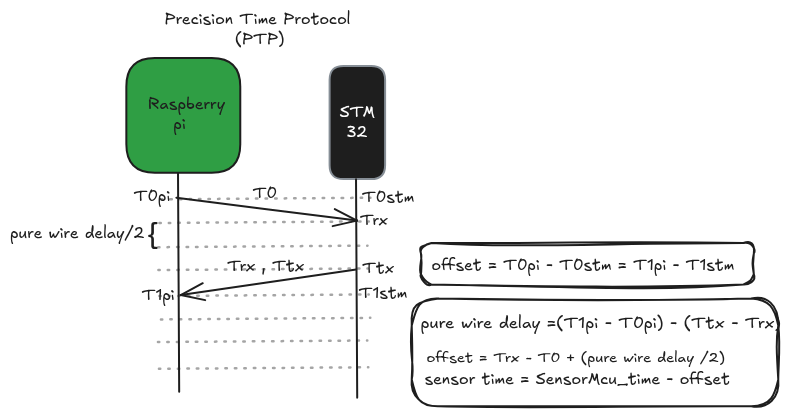 Precision Time Protocol
(PTP)
Raspberry
pi
STM
32
T0pi
T0
T0stm
Trx
pure wire delay/2
Trx , Ttx
Ttx
T1pi
T1stm
offset = T0pi - T0stm = T1pi - T1stm
pure wire delay =(T1pi - T0pi) - (Ttx - Trx)
offset = Trx - T0 + (pure wire delay /2)
sensor time = SensorMcu_time - offset